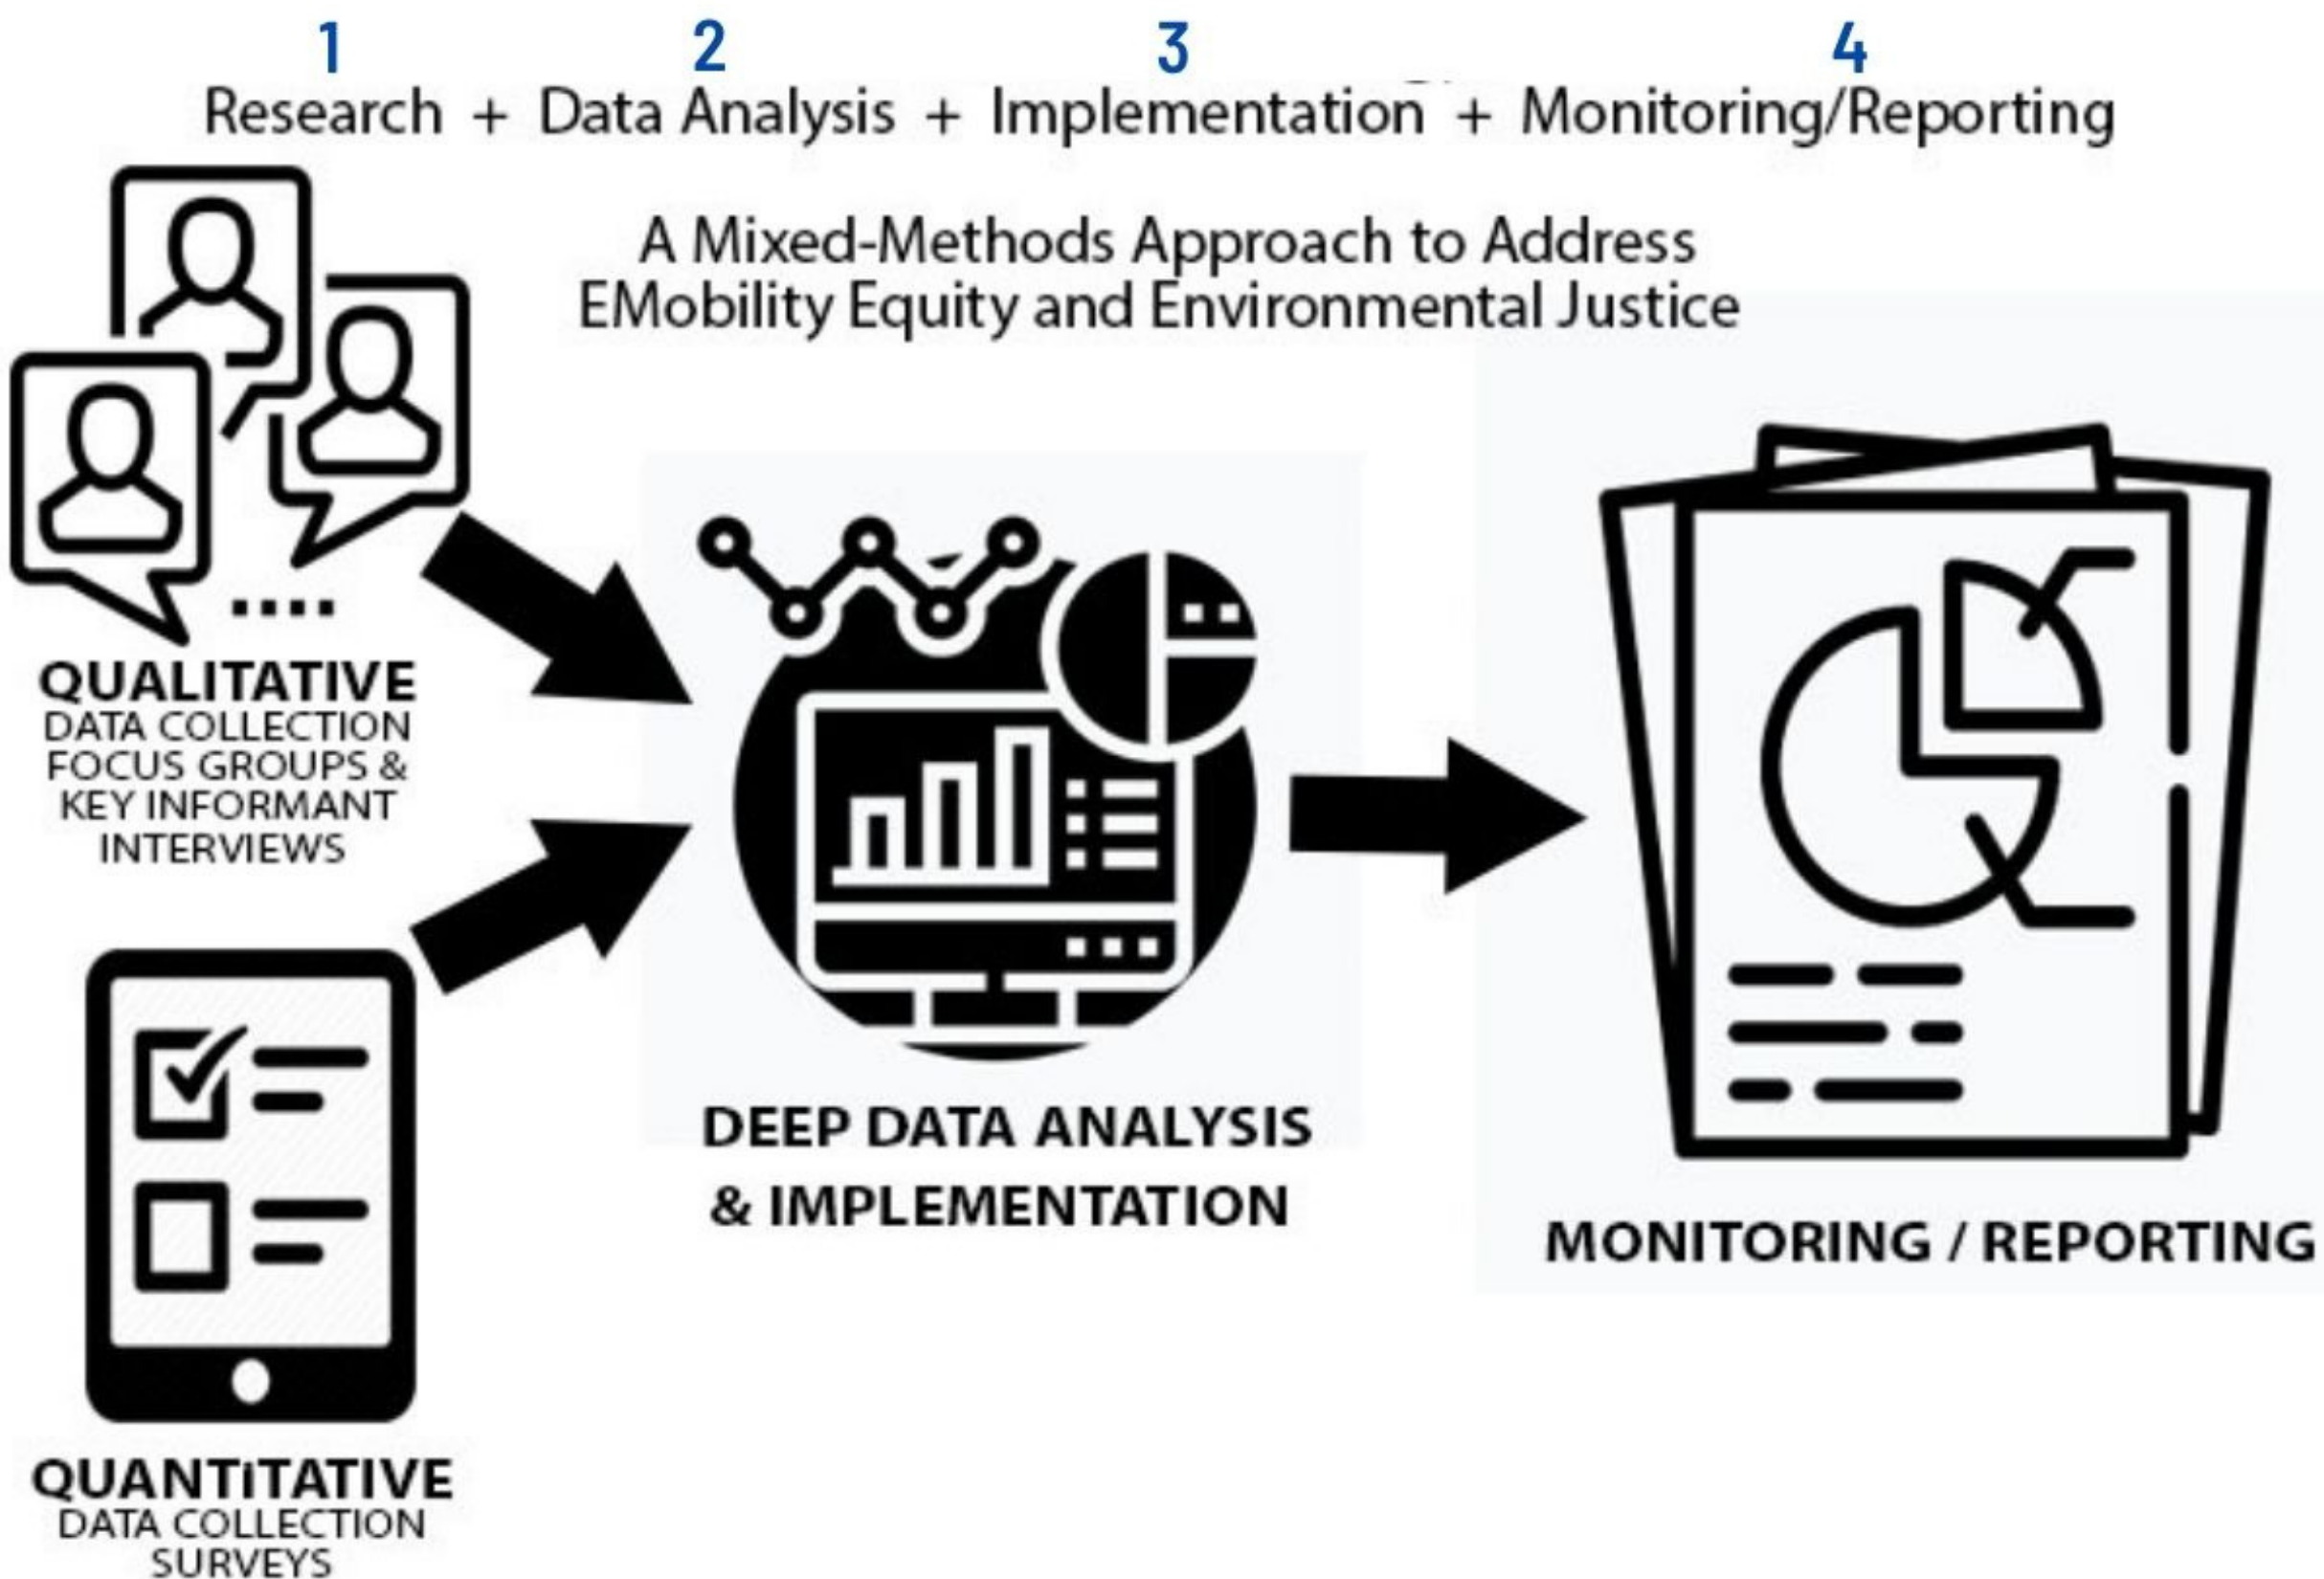 1 2 3 4
Research + Data Analysis + Implementation + Monitoring/Reporting
A Mixed-Methods Approach to Address
EMobility Equity and Environmental Justice
QUALITATIVE
DATA COLLECTION
FOCUS GROUPS &
KEY INFORMANT
INTERVIEWS
QUANTiTATIVE
DATA COLLECTION
SURVEYS
DEEP DATA ANALYSIS
& IMPLEMENTATION
MONITORING / REPORTING